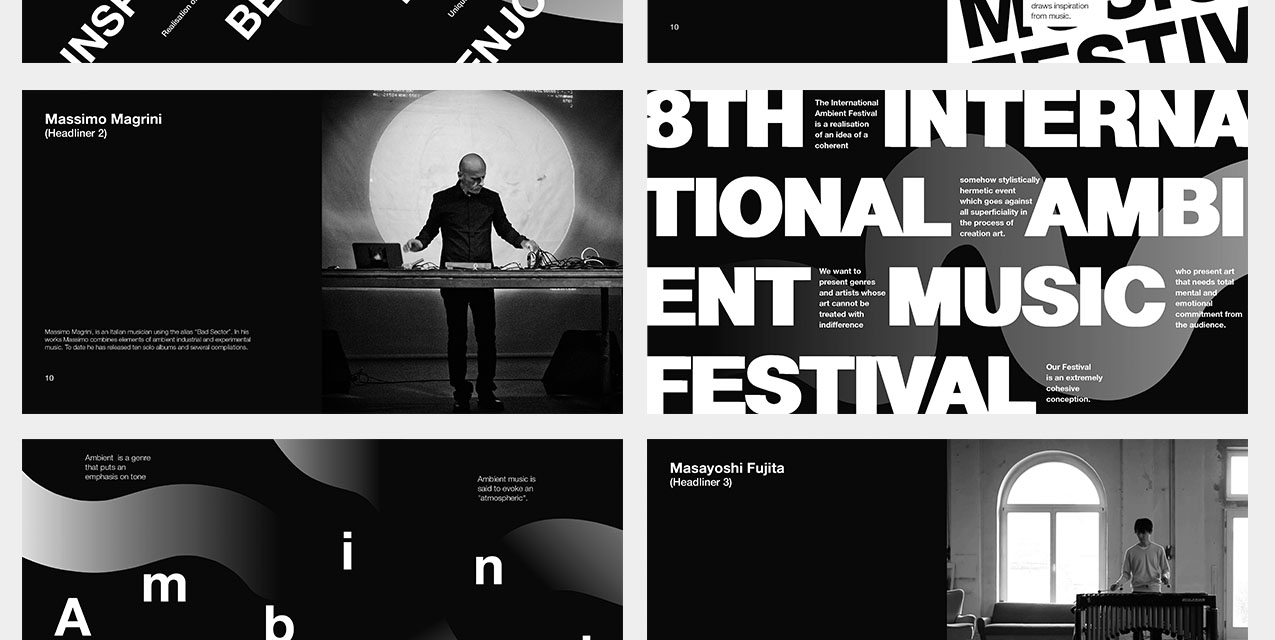 INSP
Realisation o
BE
Uniqu
ENJO
10
draws inspiration
from music.
MUSIC
FESTIV
Massimo Magrini
(Headliner 2)
Massimo Magrini, is an Italian musician using the alias "Bad Sector". In his
works Massimo combines elements of ambient industrial and experimental
music. To date he has released ten solo albums and several compilations.
10
8TH INTERNA
The International
Ambient Festival
is a realisation
of an idea of a
coherent
TIONAL AMBI
somehow stylistically
hermetic event
which goes against
all superficiality in
the process of
creation art.
ENT MUSIC
We want to
present genres
and artists whose
art cannot be
treated with
indifference
who present art
that needs total
mental and
emotional
commitment from
the audience.
FESTIVAL
Our Festival
is an extremely
cohesive
conception.
Ambient is a genre
that puts an
emphasis on tone
Ambient music is
said to evoke an
"atmospheric".
A m b i n
Masayoshi Fujita
(Headliner 3)